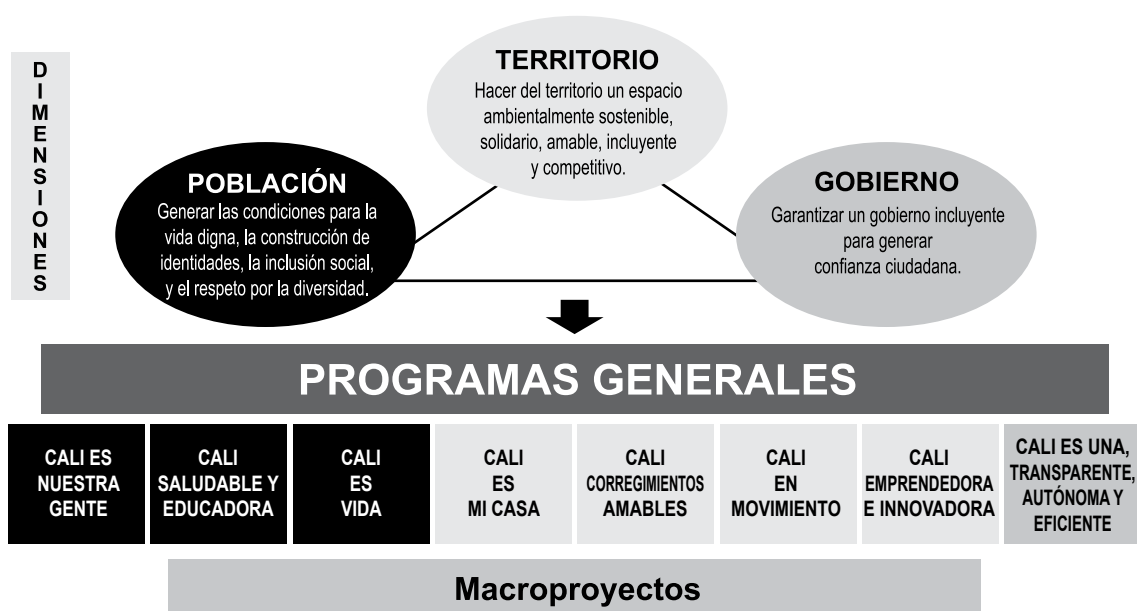 DIMENSIONES
TERRITORIO
Hacer del territorio un espacio
ambientalmente sostenible,
solidario, amable, incluyente
y competitivo.
POBLACIÓN
Generar las condiciones para la
vida digna, la construcción de
identidades, la inclusión social,
y el respeto por la diversidad.
GOBIERNO
Garantizar un gobierno incluyente
para generar
confianza ciudadana.
PROGRAMAS GENERALES
CALI ES
NUESTRA
GENTE
CALI
SALUDABLE Y
EDUCADORA
CALI
ES
VIDA
CALI
ES
MI CASA
CALI
CORREGIMIENTOS
AMABLES
CALI
EN
MOVIMIENTO
CALI
EMPRENDEDORA
E INNOVADORA
CALI ES UNA,
TRANSPARENTE,
AUTÓNOMA Y
EFICIENTE
Macroproyectos